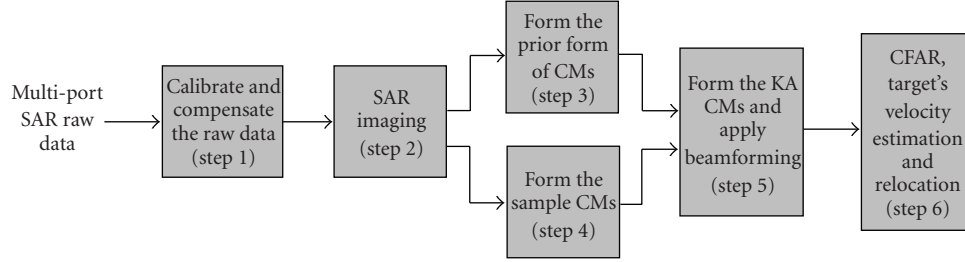 Multi-port
SAR raw
data
Calibrate and
compensate
the raw data
(step 1)
SAR
imaging
(step 2)
Form the
prior form
of CMs
(step 3)
Form the
sample CMs
(step 4)
Form the KA
CMs and
apply
beamforming
(step 5)
CFAR,
target's
velocity
estimation
and
relocation
(step 6)